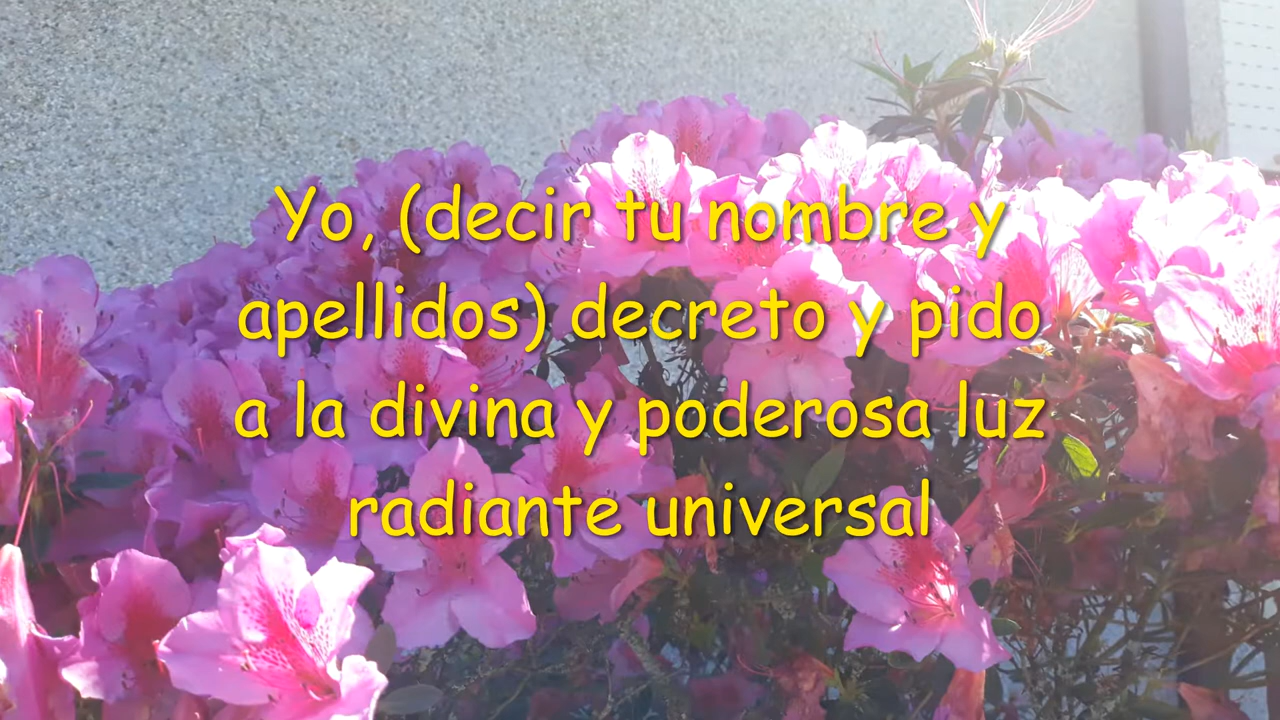 Yo, (decir tu nombre y
apellidos) decreto y pido
a la divina y poderosa luz
radiante universal